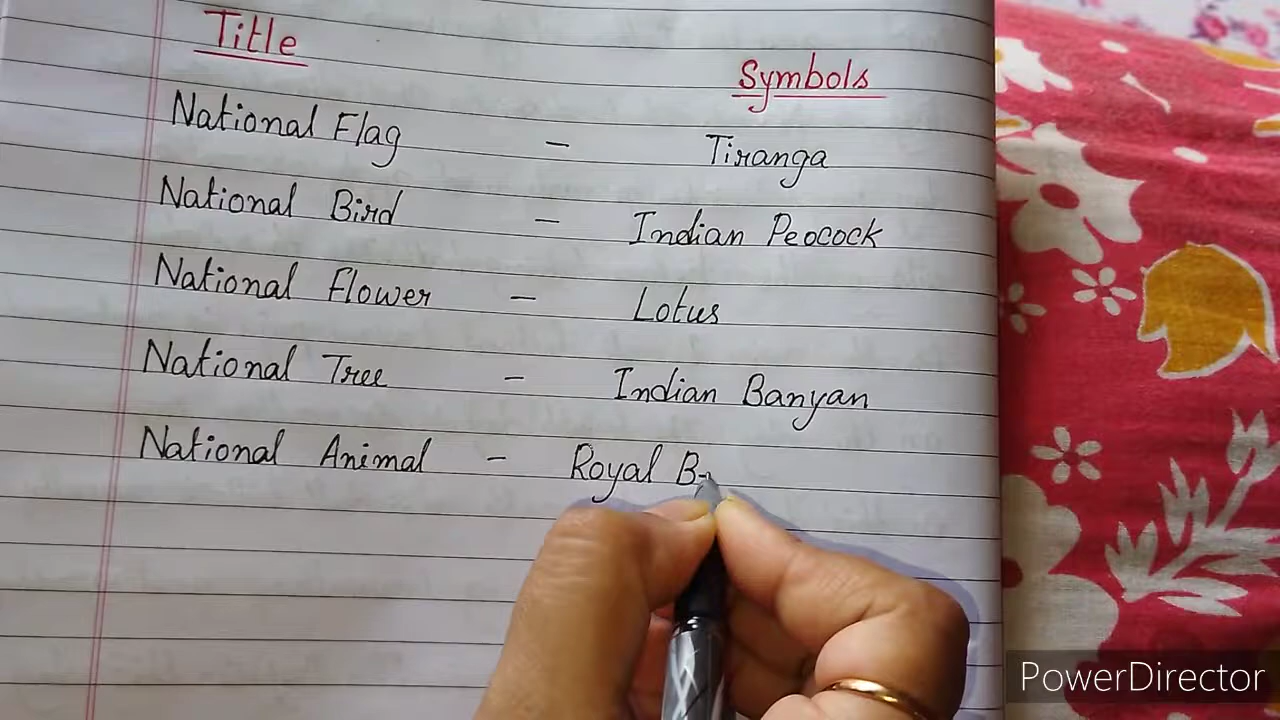 Title
Symbols
National Flag - Tiranga
National Bird - Indian Peocock
National Flower - Lotus
National Tree - Indian Banyan
National Animal - Royal B
PowerDirector